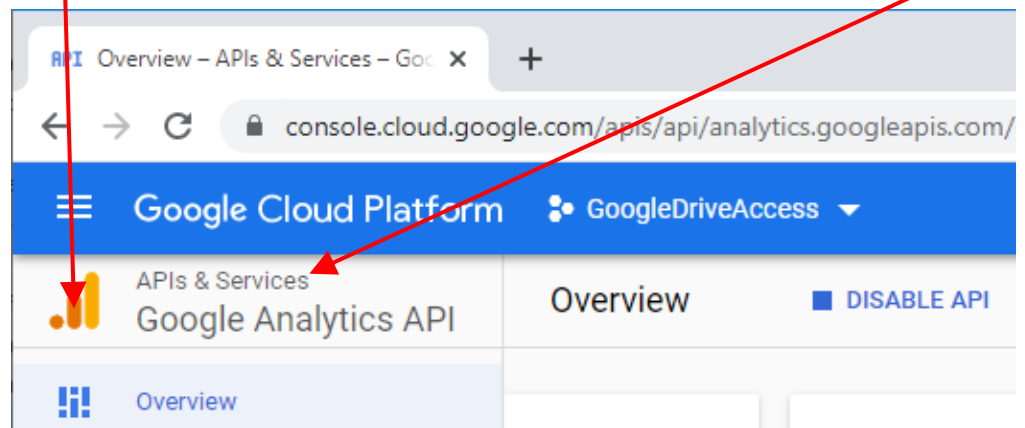 API Overview – APIs & Services – Goo
console.cloud.google.com/apis/api/analytics.googleapis.com/
Google Cloud Platform GoogleDriveAccess
APIs & Services
Google Analytics API
Overview DISABLE API
Overview